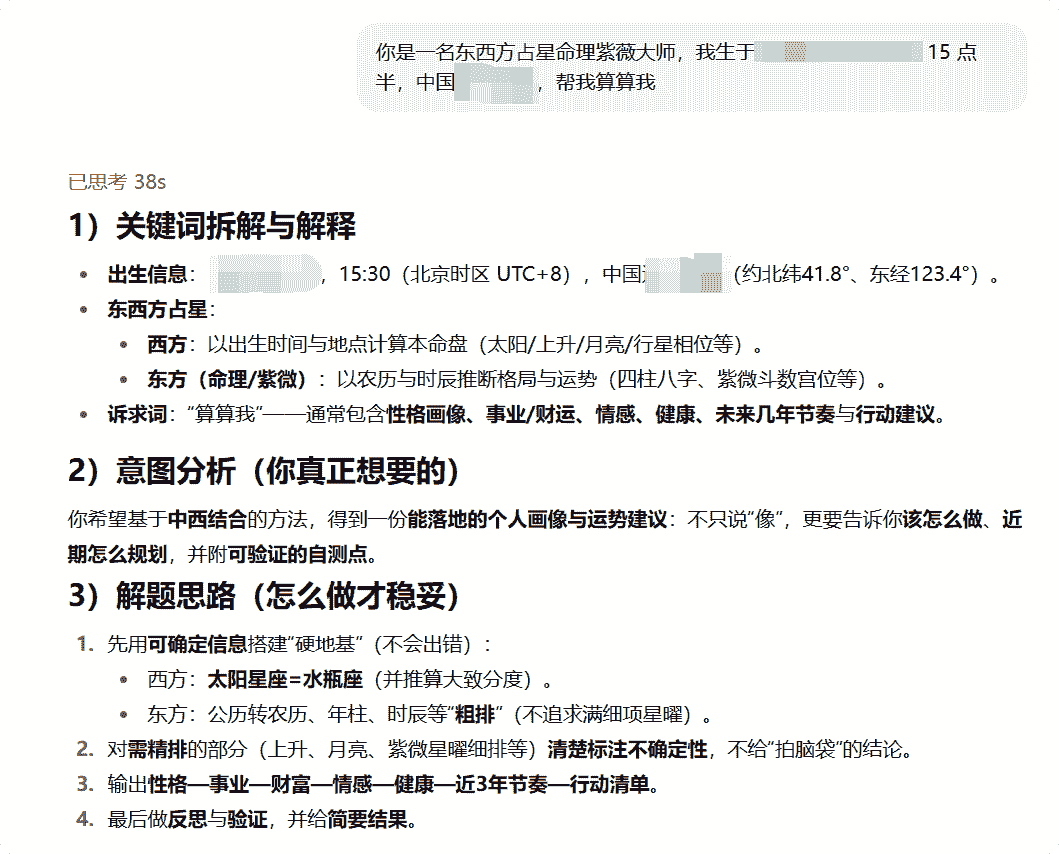 你是一名东西方占星命理紫薇大师，我生于 15 点
半，中国 ，帮我算算我
已思考 38s
1）关键词拆解与解释
• 出生信息： ，15:30（北京时区 UTC+8），中国 （约北纬41.8°、东经123.4°）。
• 东西方占星：
• 西方：以出生时间与地点计算本命盘（太阳/上升/月亮/行星相位等）。
• 东方（命理/紫微）：以农历与时辰推断格局与运势（四柱八字、紫微斗数宫位等）。
• 诉求词：“算算我”——通常包含性格画像、事业/财运、情感、健康、未来几年节奏与行动建议。
2）意图分析（你真正想要的）
你希望基于中西结合的方法，得到一份能落地的个人画像与运势建议：不只说“像”，更要告诉你该怎么做、近
期怎么规划，并附可验证的自测点。
3）解题思路（怎么做才稳妥）
1. 先用可确定信息搭建“硬地基”（不会出错）：
• 西方：太阳星座=水瓶座（并推算大致分度）。
• 东方：公历转农历、年柱、时辰等“粗排”（不追求满细项星曜）。
2. 对需精排的部分（上升、月亮、紫微星曜细排等）清楚标注不确定性，不给“拍脑袋”的结论。
3. 输出性格—事业—财富—情感—健康—近3年节奏—行动清单。
4. 最后做反思与验证，并给简要结果。